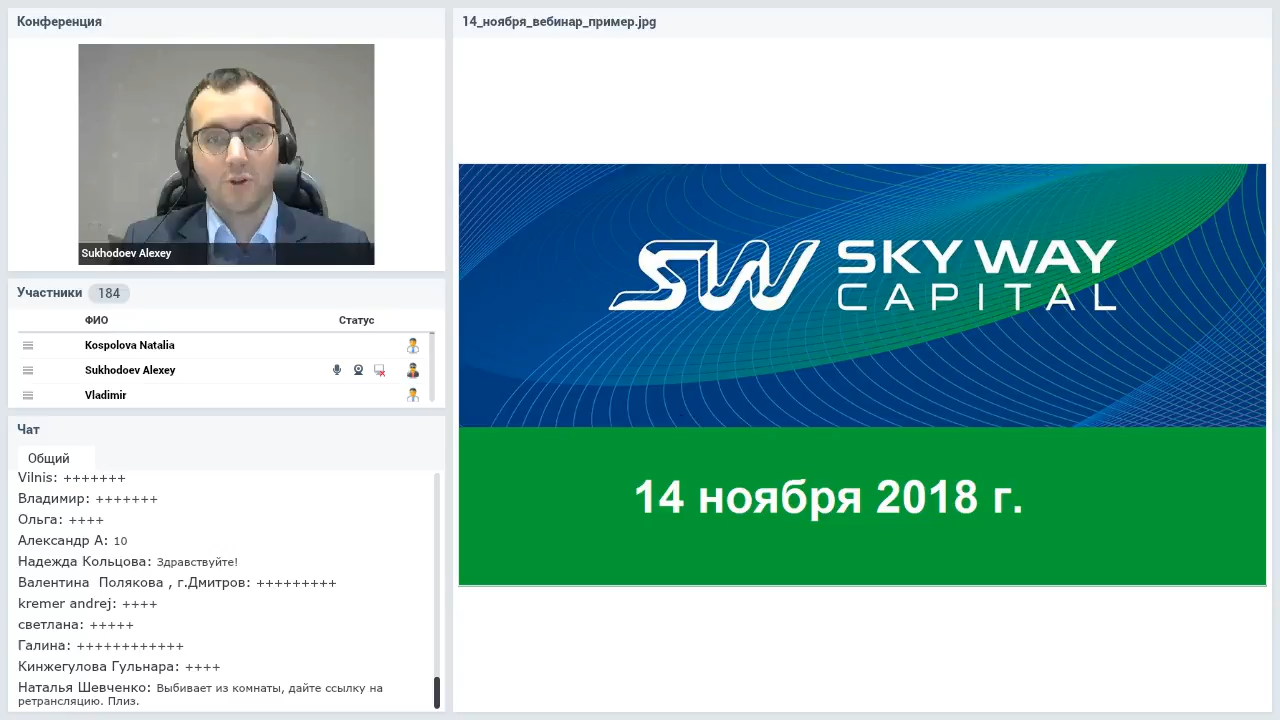 Конференция
Sukhodoev Alexey
Участники 184
ФИО Статус
Kospolova Natalia
Sukhodoev Alexey
Vladimir
Чат
Общий
Vilnis: +++++++
Владимир: +++++++
Ольга: ++++
Александр А: 10
Надежда Кольцова: Здравствуйте!
Валентина Полякова , г.Дмитров: +++++++++
kremer andrej: ++++
светлана: +++++
Галина: ++++++++++++
Кинжегулова Гульнара: ++++
Наталья Шевченко: Выбивает из комнаты, дайте ссылку на
ретрансляцию. Плиз.
14_ноября_вебинар_пример.jpg
SW SKY WAY
CAPITAL
14 ноября 2018 г.